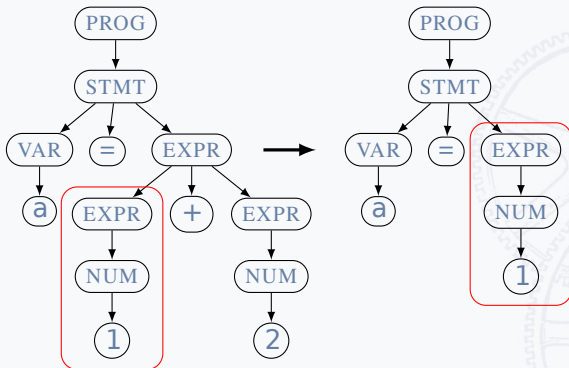 PROG
STMT
VAR = EXPR
a EXPR + EXPR
NUM NUM
1 2
PROG
STMT
VAR = EXPR
a NUM
1